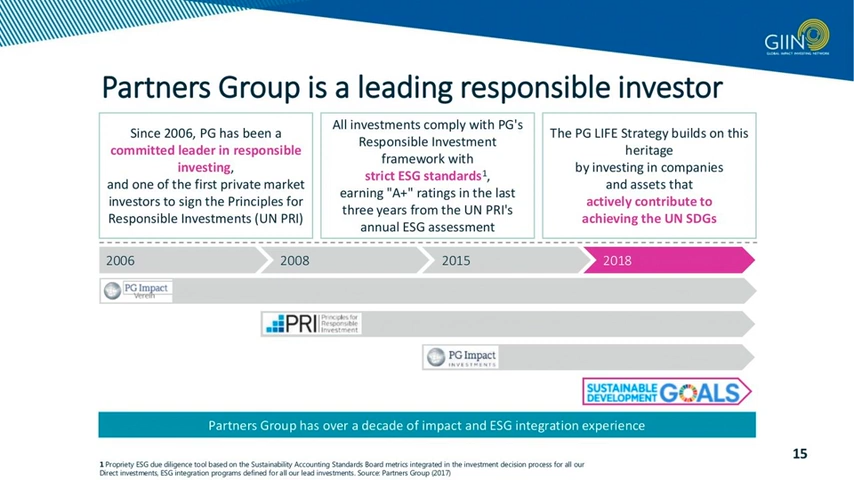 GIIN
GLOBAL IMPACT INVESTING NETWORK
Partners Group is a leading responsible investor
Since 2006, PG has been a
committed leader in responsible
investing,
and one of the first private market
investors to sign the Principles for
Responsible Investments (UN PRI)
All investments comply with PG's
Responsible Investment
framework with
strict ESG standards¹,
earning "A+" ratings in the last
three years from the UN PRI's
annual ESG assessment
The PG LIFE Strategy builds on this
heritage
by investing in companies
and assets that
actively contribute to
achieving the UN SDGs
2006
2008
2015
2018
PG Impact
Verein
PRI
Principles for
Responsible
Investment
PG Impact
INVESTMENTS
SUSTAINABLE
DEVELOPMENT
GOALS
Partners Group has over a decade of impact and ESG integration experience
15
1 Propriety ESG due diligence tool based on the Sustainability Accounting Standards Board metrics integrated in the investment decision process for all our
Direct investments, ESG integration programs defined for all our lead investments. Source: Partners Group (2017)